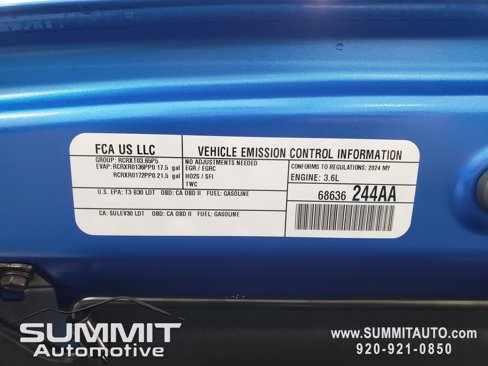 FCA US LLC
VEHICLE EMISSION CONTROL INFORMATION
GROUP: RCRXT03.65P5
EVAP:RCRXR0136PP0 17.5 gal
RCRXR0172PP0 21.5 gal
NO ADJUSTMENTS NEEDED
EGR / EGRC
HO2S / SFI
TWC
CONFORMS TO REGULATIONS: 2024 MY
ENGINE: 3.6L
68636 244AA
U.S. EPA: T3 B30 LDT OBD: CA OBD II FUEL: GASOLINE
CA: SULEV30 LDT OBD: CA OBD II FUEL: GASOLINE
SUMMIT
Automotive
WWW.SUMMITAUTO.COM
920-921-0850